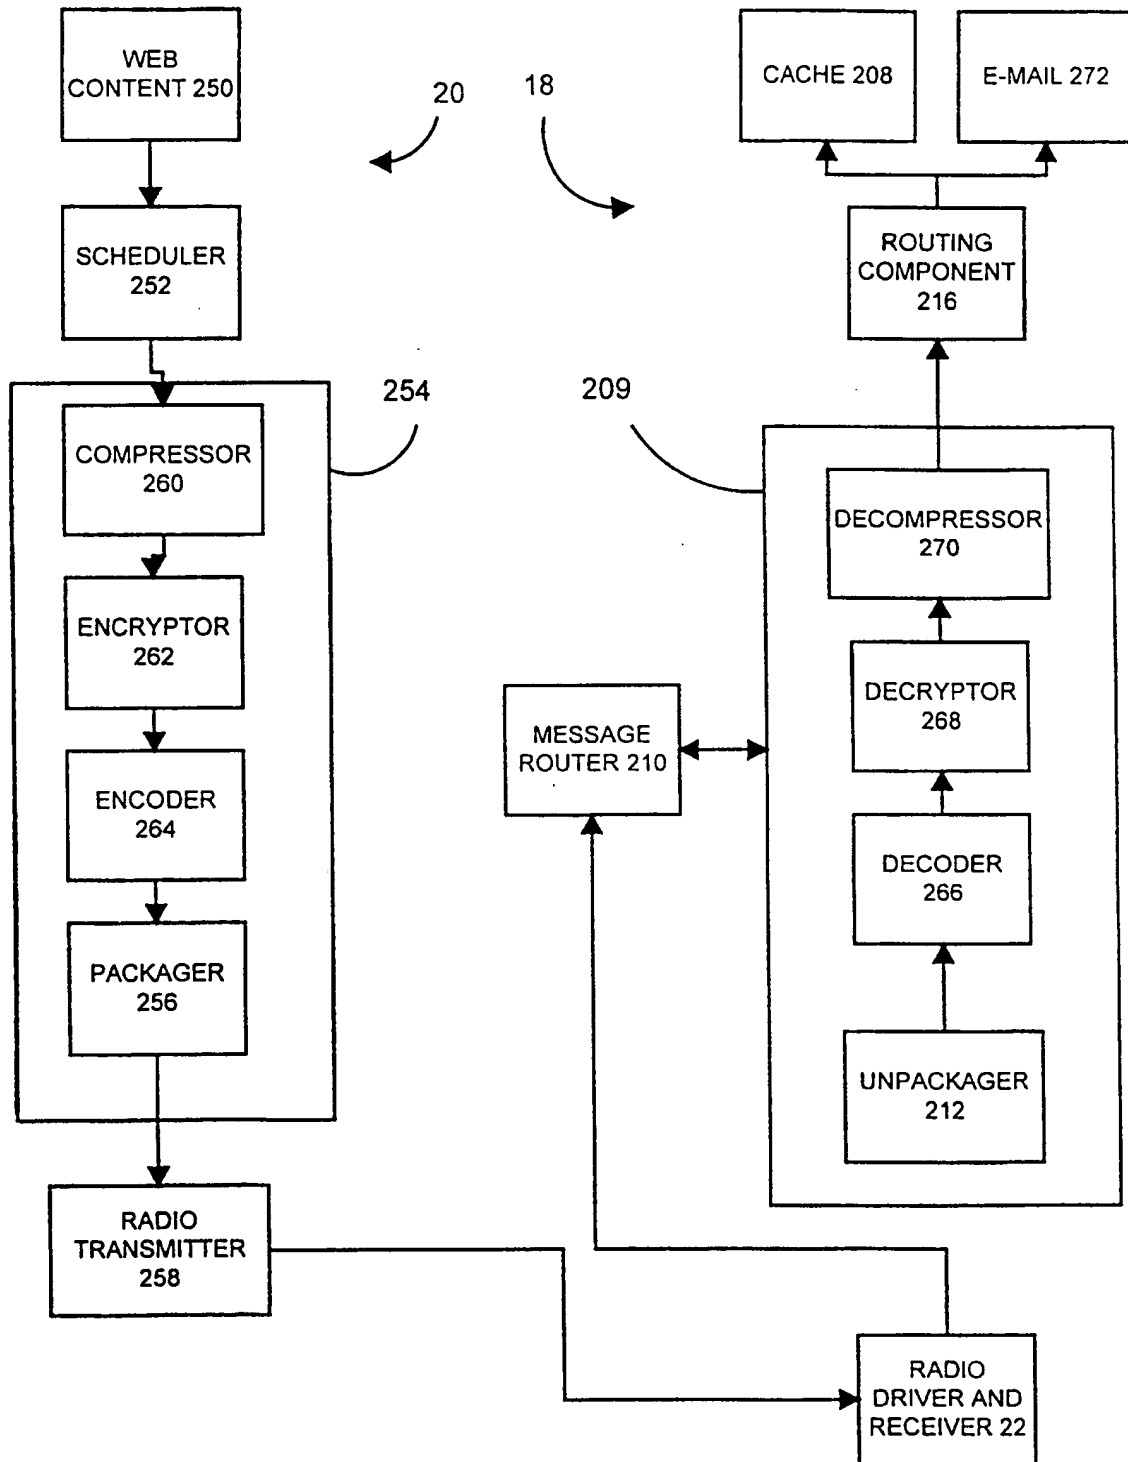 WEB
CONTENT 250
20
18
CACHE 208
E-MAIL 272
SCHEDULER
252
ROUTING
COMPONENT
216
254
209
COMPRESSOR
260
DECOMPRESSOR
270
ENCRYPTOR
262
DECRYPTOR
268
MESSAGE
ROUTER 210
ENCODER
264
DECODER
266
PACKAGER
256
UNPACKAGER
212
RADIO
TRANSMITTER
258
RADIO
DRIVER AND
RECEIVER 22